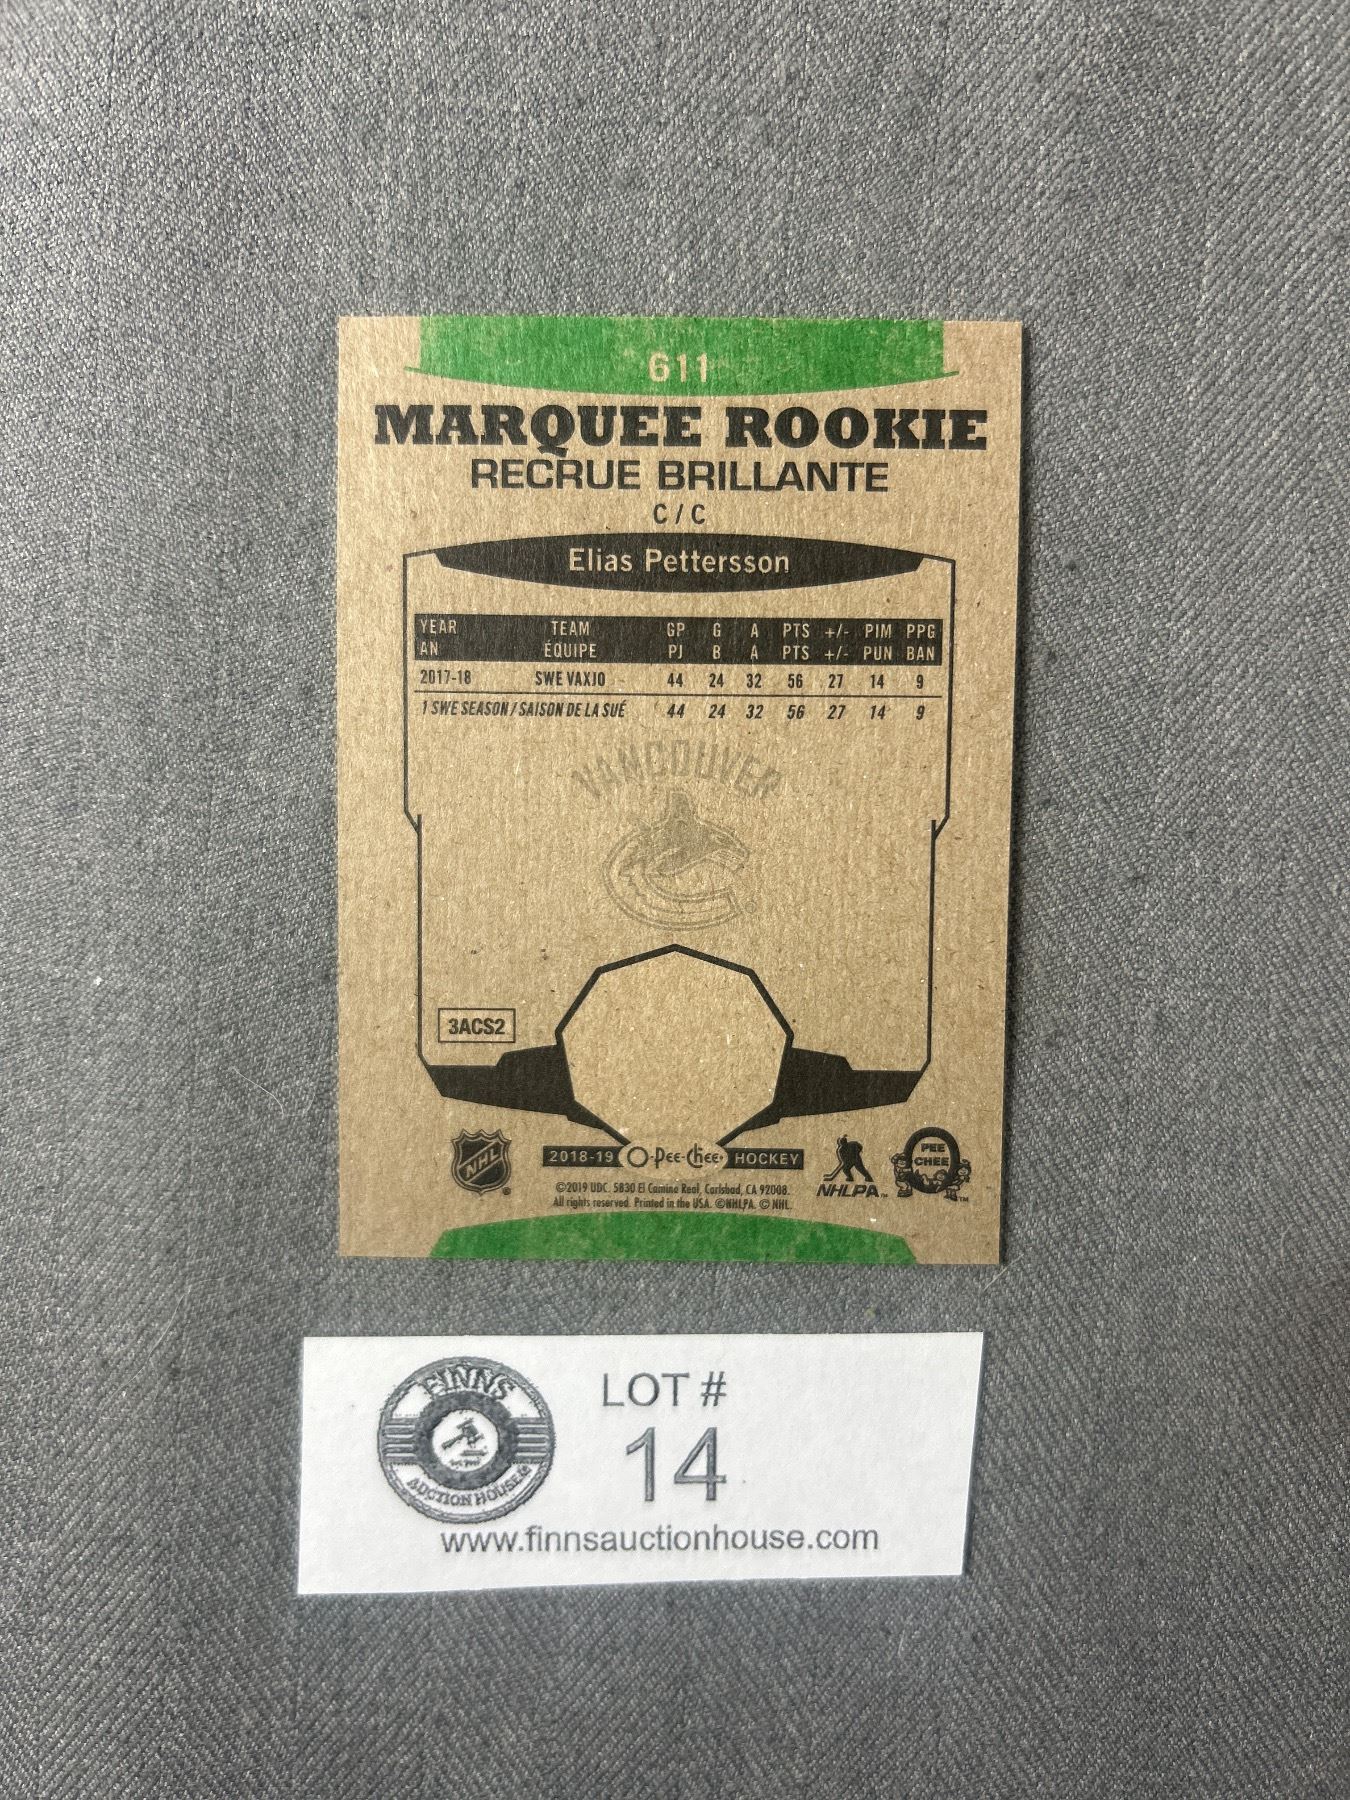 611
MARQUEE ROOKIE
RECRUE BRILLANTE
C / C
Elias Pettersson
YEAR TEAM GP G A PTS +/- PIM PPG
AN ÉQUIPE PJ B A PTS +/- PUN BAN
2017-18 SWE VAXJO 44 24 32 56 27 14 9
1 SWE SEASON / SAISON DE LA SUÉ 44 24 32 56 27 14 9
VANCOUVER
3ACS2
NHL
2018-19 O-Pee-Chee HOCKEY
NHLPA
PEE CHEE
©2019 UDC. 5830 El Camino Real, Carlsbad, CA 92008.
All rights reserved. Printed in the USA. ©NHLPA. © NHL.
FINNS
AUCTION HOUSE
LOT #
14
www.finnsauctionhouse.com